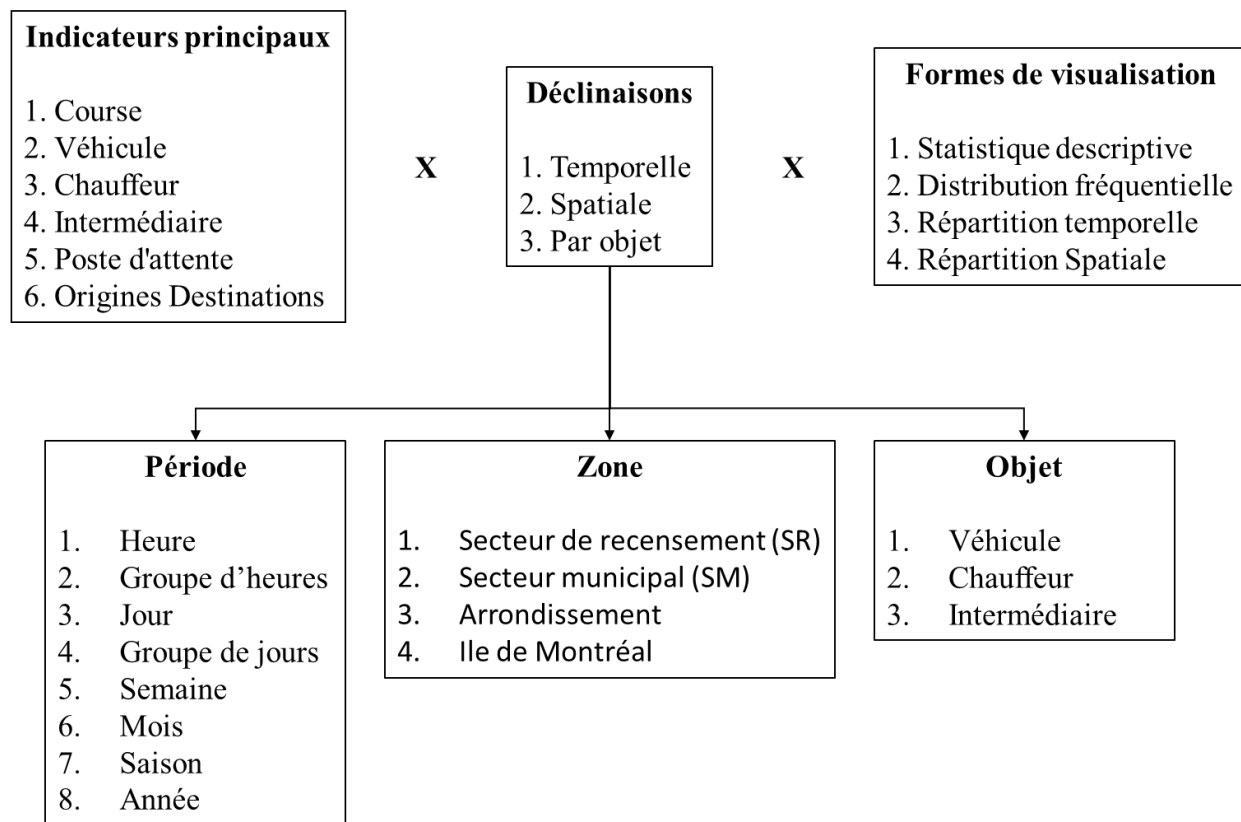 Indicateurs principaux
1. Course
2. Véhicule
3. Chauffeur
4. Intermédiaire
5. Poste d'attente
6. Origines Destinations
X
Déclinaisons
1. Temporelle
2. Spatiale
3. Par objet
X
Formes de visualisation
1. Statistique descriptive
2. Distribution fréquentielle
3. Répartition temporelle
4. Répartition Spatiale
Période
1. Heure
2. Groupe d’heures
3. Jour
4. Groupe de jours
5. Semaine
6. Mois
7. Saison
8. Année
Zone
1. Secteur de recensement (SR)
2. Secteur municipal (SM)
3. Arrondissement
4. Ile de Montréal
Objet
1. Véhicule
2. Chauffeur
3. Intermédiaire